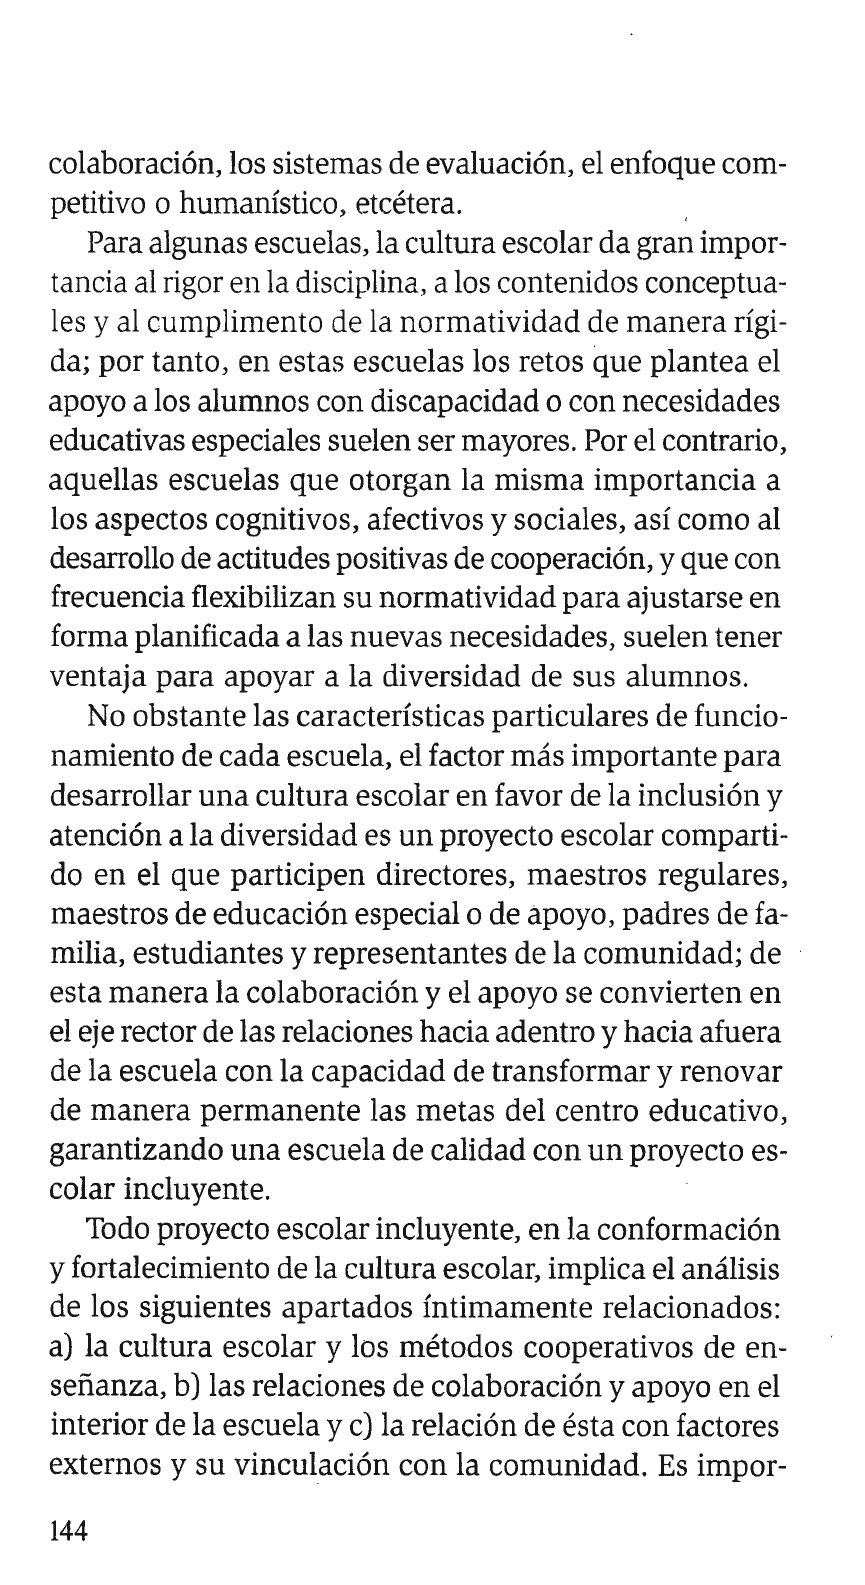 colaboración, los sistemas de evaluación, el enfoque com-
petitivo o humanístico, etcétera.
Para algunas escuelas, la cultura escolar da gran impor-
tancia al rigor en la disciplina, a los contenidos conceptua-
les y al cumplimento de la normatividad de manera rígi-
da; por tanto, en estas escuelas los retos que plantea el
apoyo a los alumnos con discapacidad o con necesidades
educativas especiales suelen ser mayores. Por el contrario,
aquellas escuelas que otorgan la misma importancia a
los aspectos cognitivos, afectivos y sociales, así como al
desarrollo de actitudes positivas de cooperación, y que con
frecuencia flexibilizan su normatividad para ajustarse en
forma planificada a las nuevas necesidades, suelen tener
ventaja para apoyar a la diversidad de sus alumnos.
No obstante las características particulares de funcio-
namiento de cada escuela, el factor más importante para
desarrollar una cultura escolar en favor de la inclusión y
atención a la diversidad es un proyecto escolar comparti-
do en el que participen directores, maestros regulares,
maestros de educación especial o de apoyo, padres de fa-
milia, estudiantes y representantes de la comunidad; de
esta manera la colaboración y el apoyo se convierten en
el eje rector de las relaciones hacia adentro y hacia afuera
de la escuela con la capacidad de transformar y renovar
de manera permanente las metas del centro educativo,
garantizando una escuela de calidad con un proyecto es-
colar incluyente.
Todo proyecto escolar incluyente, en la conformación
y fortalecimiento de la cultura escolar, implica el análisis
de los siguientes apartados íntimamente relacionados:
a) la cultura escolar y los métodos cooperativos de en-
señanza, b) las relaciones de colaboración y apoyo en el
interior de la escuela y c) la relación de ésta con factores
externos y su vinculación con la comunidad. Es impor-
144